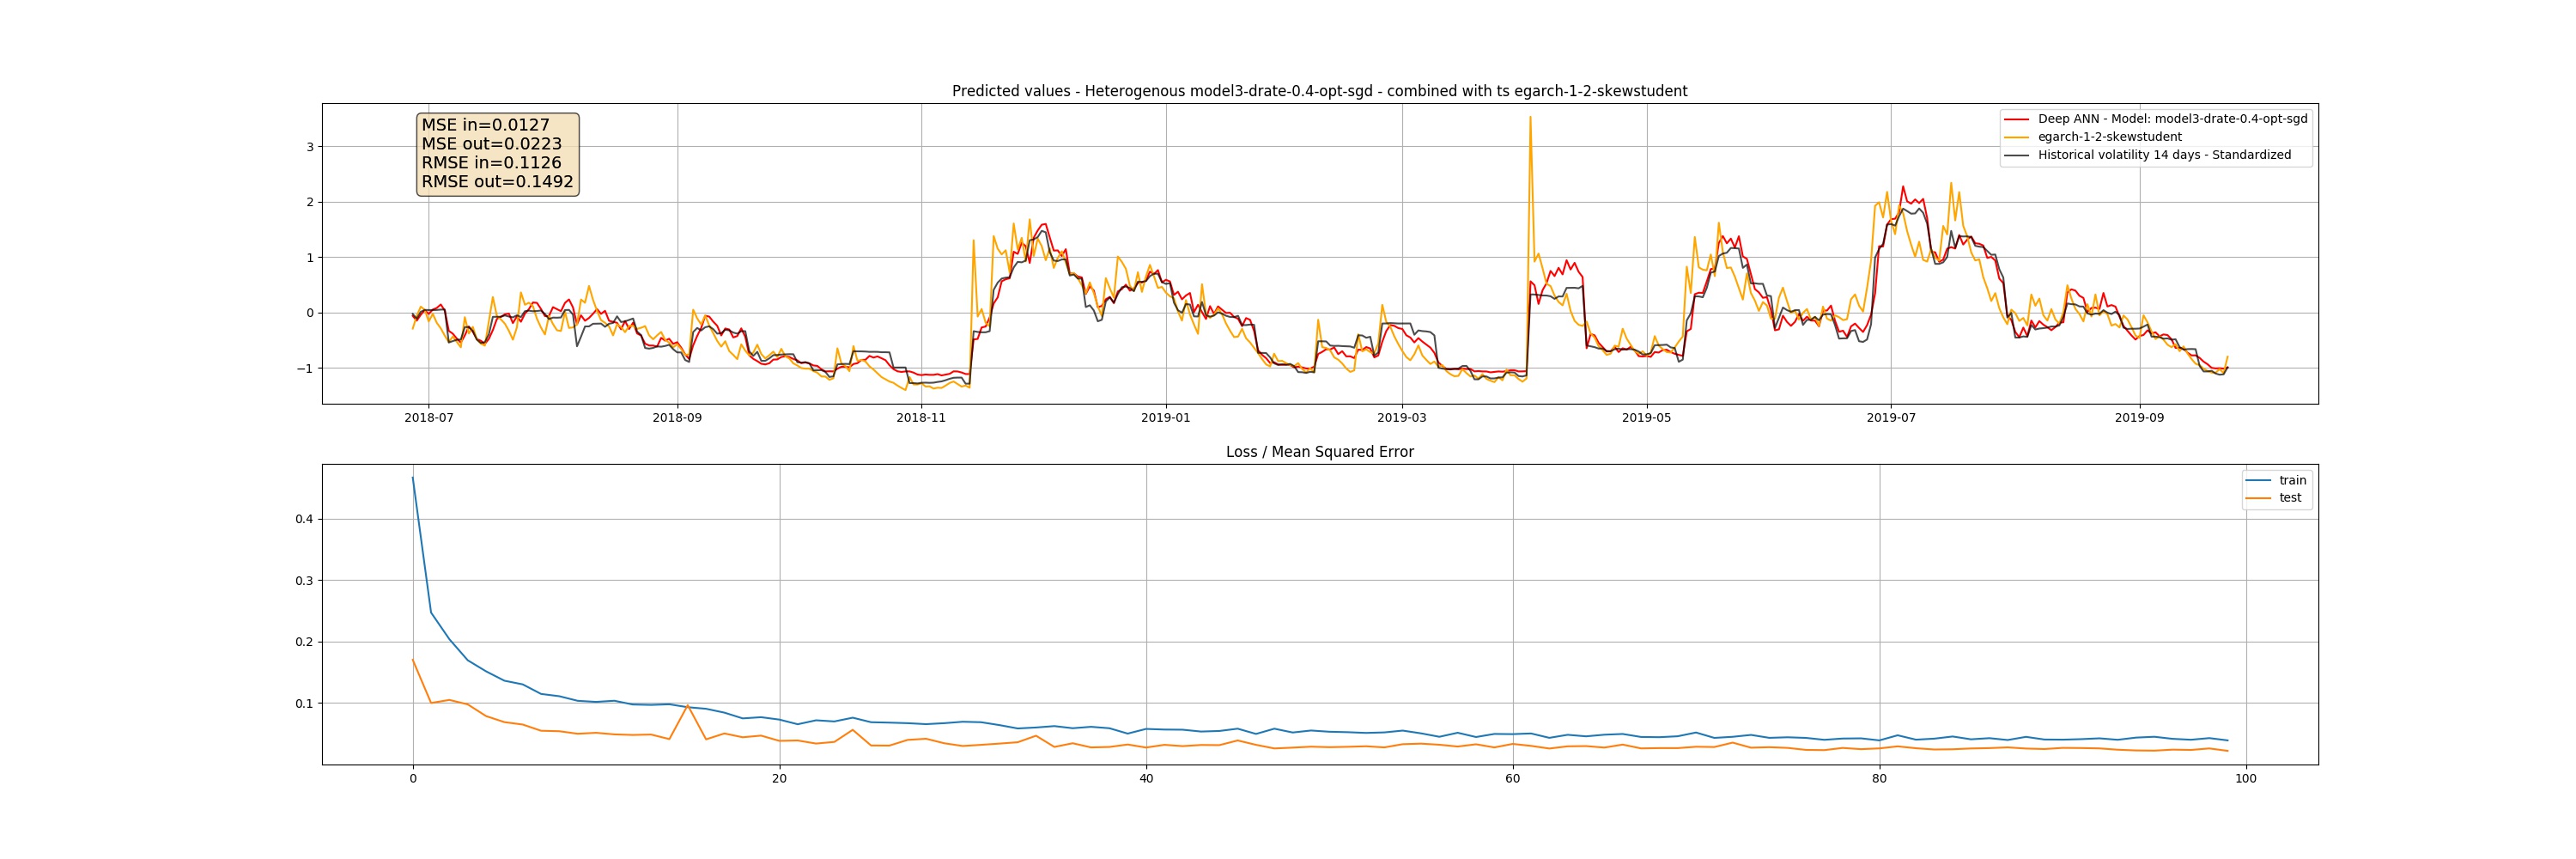 Predicted values - Heterogenous model3-drate-0.4-opt-sgd - combined with ts egarch-1-2-skewstudent
MSE in=0.0127
MSE out=0.0223
RMSE in=0.1126
RMSE out=0.1492
Deep ANN - Model: model3-drate-0.4-opt-sgd
egarch-1-2-skewstudent
Historical volatility 14 days - Standardized
3
2
1
0
−1
2018-07 2018-09 2018-11 2019-01 2019-03 2019-05 2019-07 2019-09
Loss / Mean Squared Error
train
test
0.4
0.3
0.2
0.1
0 20 40 60 80 100